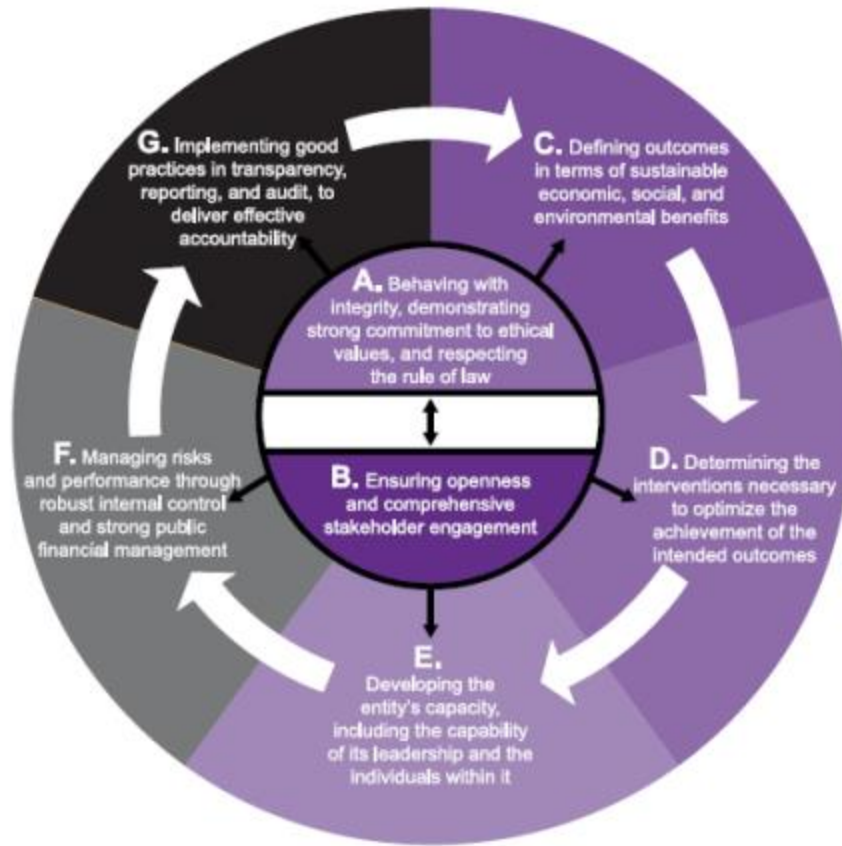 G. Implementing good
practices in transparency,
reporting, and audit, to
deliver effective
accountability
C. Defining outcomes
in terms of sustainable
economic, social, and
environmental benefits
A. Behaving with
integrity, demonstrating
strong commitment to ethical
values, and respecting
the rule of law
B. Ensuring openness
and comprehensive
stakeholder engagement
F. Managing risks
and performance through
robust internal control
and strong public
financial management
D. Determining the
interventions necessary
to optimize the
achievement of the
intended outcomes
E.
Developing the
entity's capacity,
including the capability
of its leadership and the
individuals within it